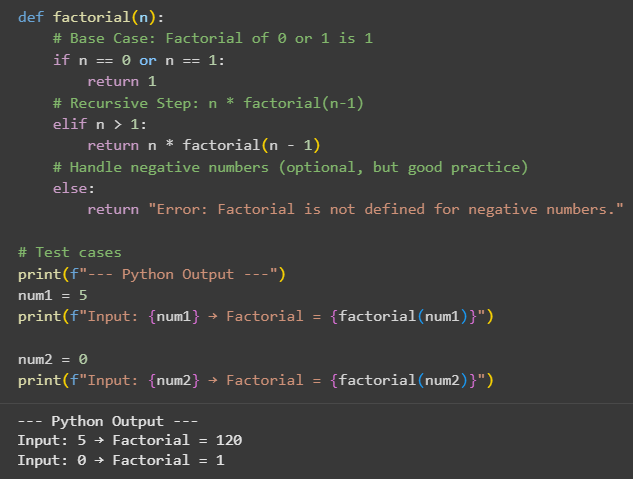 def factorial(n):
    # Base Case: Factorial of 0 or 1 is 1
    if n == 0 or n == 1:
        return 1
    # Recursive Step: n * factorial(n-1)
    elif n > 1:
        return n * factorial(n - 1)
    # Handle negative numbers (optional, but good practice)
    else:
        return "Error: Factorial is not defined for negative numbers."

# Test cases
print(f"--- Python Output ---")
num1 = 5
print(f"Input: {num1} → Factorial = {factorial(num1)}")

num2 = 0
print(f"Input: {num2} → Factorial = {factorial(num2)}")

--- Python Output ---
Input: 5 → Factorial = 120
Input: 0 → Factorial = 1